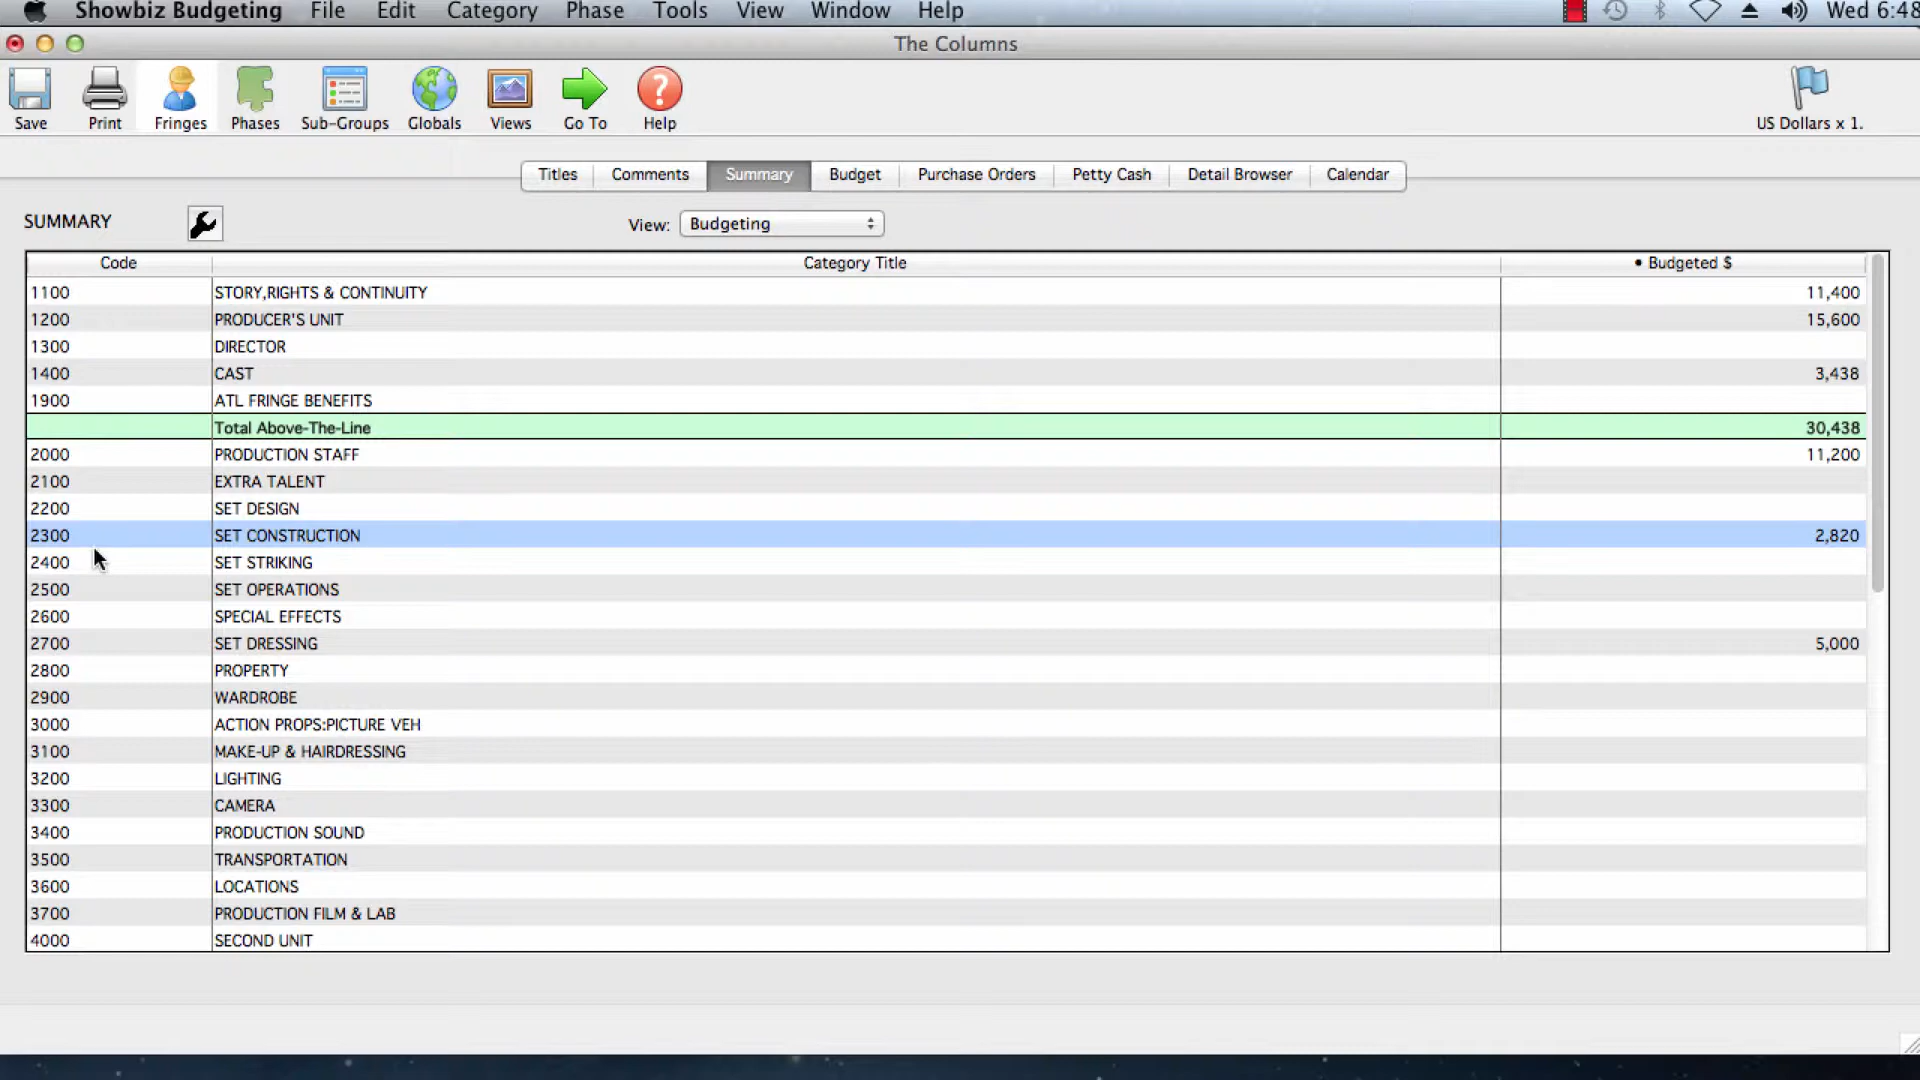 Showbiz Budgeting File Edit Category Phase Tools View Window Help Wed 6:48
The Columns
Save Print Fringes Phases Sub-Groups Globals Views Go To Help US Dollars x 1.
Titles Comments Summary Budget Purchase Orders Petty Cash Detail Browser Calendar
SUMMARY View: Budgeting
Code Category Title • Budgeted $
1100 STORY,RIGHTS & CONTINUITY 11,400
1200 PRODUCER'S UNIT 15,600
1300 DIRECTOR
1400 CAST 3,438
1900 ATL FRINGE BENEFITS
Total Above-The-Line 30,438
2000 PRODUCTION STAFF 11,200
2100 EXTRA TALENT
2200 SET DESIGN
2300 SET CONSTRUCTION 2,820
2400 SET STRIKING
2500 SET OPERATIONS
2600 SPECIAL EFFECTS
2700 SET DRESSING 5,000
2800 PROPERTY
2900 WARDROBE
3000 ACTION PROPS:PICTURE VEH
3100 MAKE-UP & HAIRDRESSING
3200 LIGHTING
3300 CAMERA
3400 PRODUCTION SOUND
3500 TRANSPORTATION
3600 LOCATIONS
3700 PRODUCTION FILM & LAB
4000 SECOND UNIT